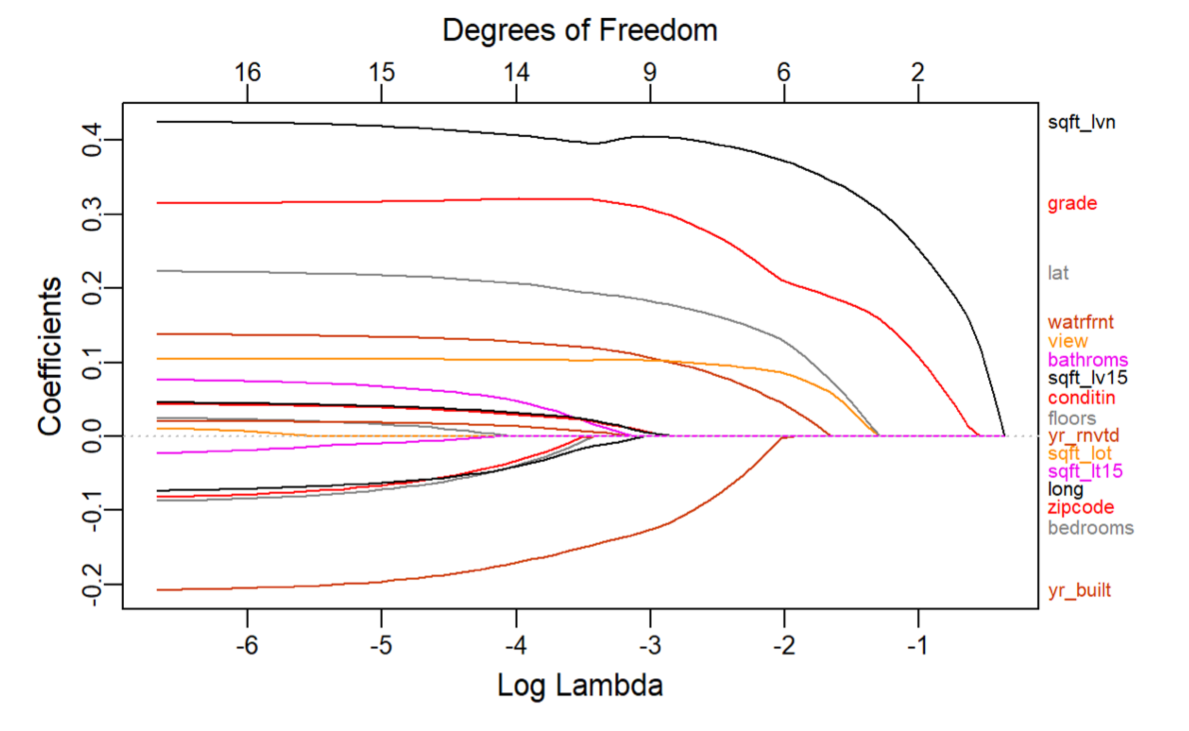 Degrees of Freedom
16 15 14 9 6 2
Coefficients
0.4
0.3
0.2
0.1
0.0
-0.1
-0.2
sqft_lvn
grade
lat
watrfrnt
view
bathroms
sqft_lv15
conditin
floors
yr_rnvtd
sqft_lot
sqft_lt15
long
zipcode
bedrooms
yr_built
-6 -5 -4 -3 -2 -1
Log Lambda